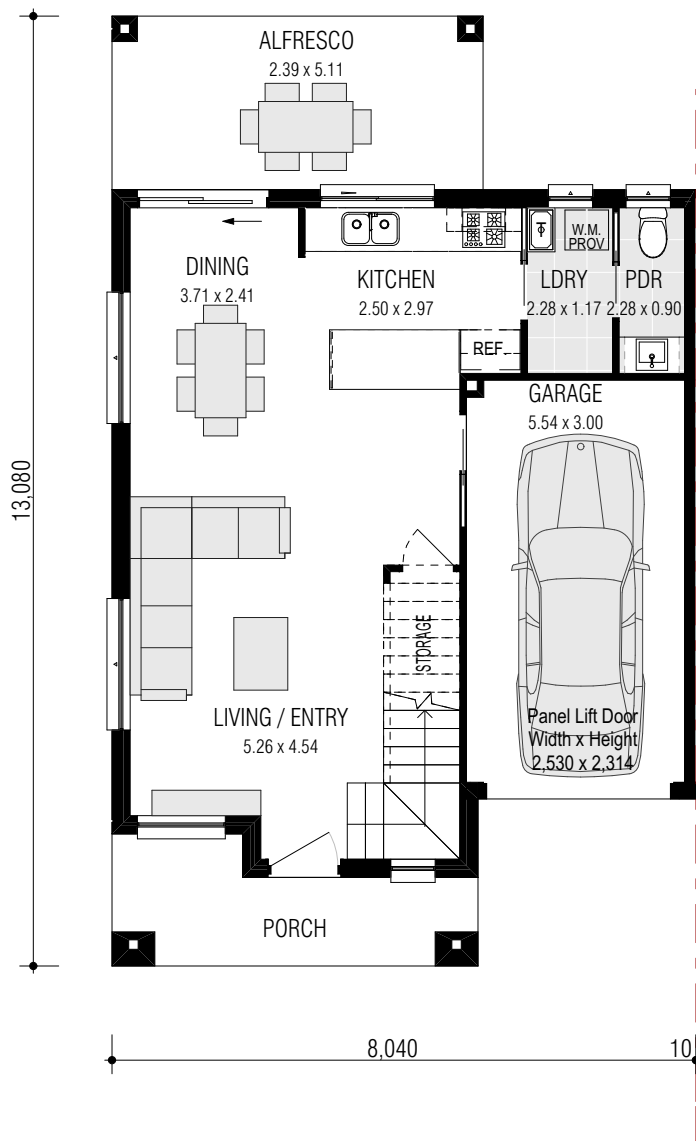 ALFRESCO
2.39 x 5.11
DINING
3.71 x 2.41
KITCHEN
2.50 x 2.97
W.M.
PROV
LDRY
2.28 x 1.17
PDR
2.28 x 0.90
REF.
GARAGE
5.54 x 3.00
13,080
STORAGE
LIVING / ENTRY
5.26 x 4.54
Panel Lift Door
Width x Height
2,530 x 2,314
PORCH
8,040
10